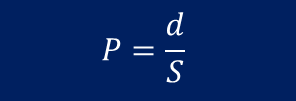 P = d/S